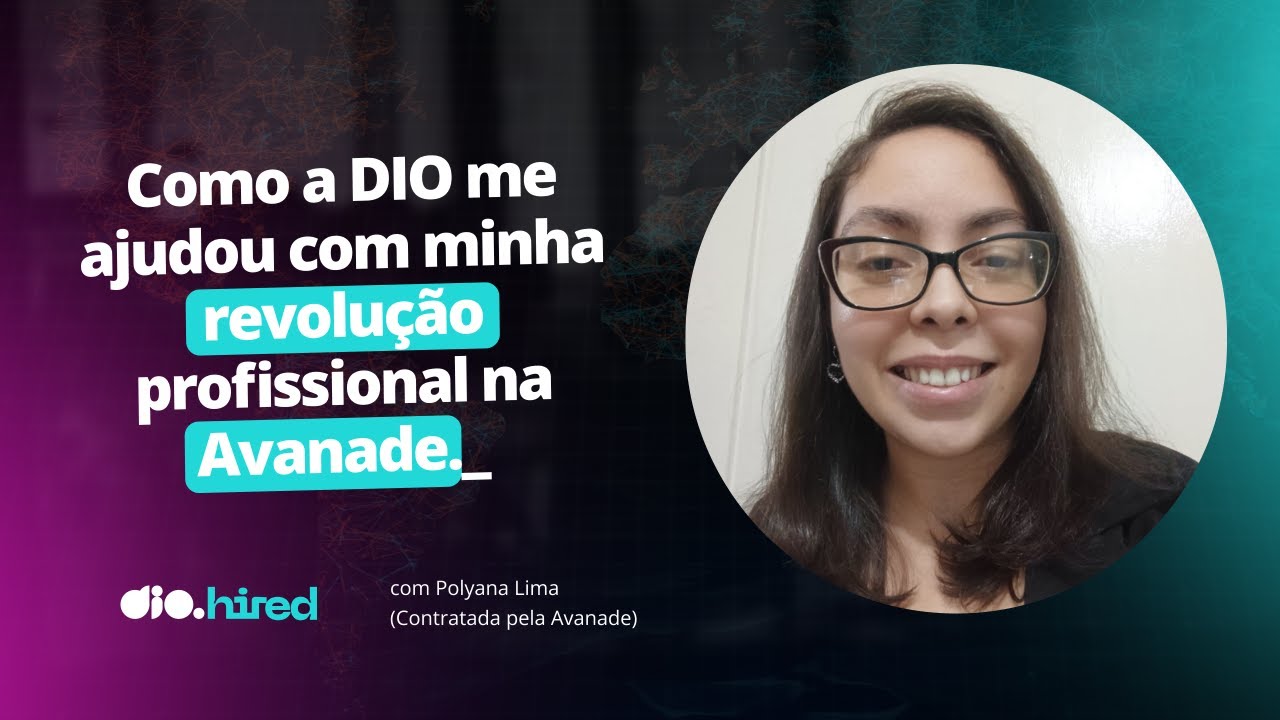 Como a DIO me
ajudou com minha
revolução
profissional na
Avanade._
dio.hired
com Polyana Lima
(Contratada pela Avanade)